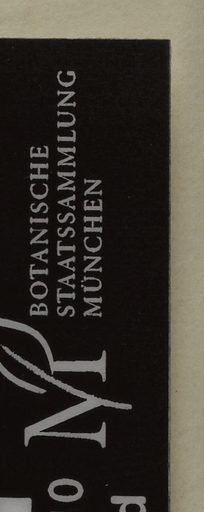 BOTANISCHE
STAATSSAMMLUNG
MÜNCHEN
M